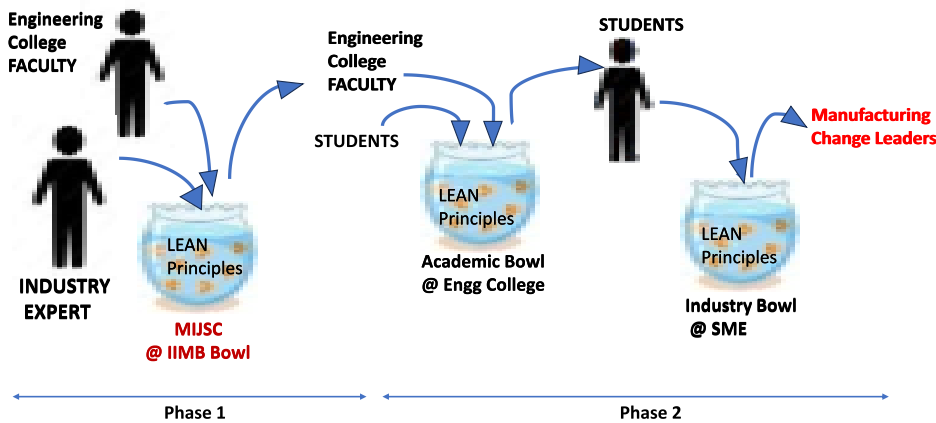 Engineering
College
FACULTY
INDUSTRY
EXPERT
LEAN
Principles
MIJSC
@ IIMB Bowl
Engineering
College
FACULTY
STUDENTS
LEAN
Principles
Academic Bowl
@ Engg College
STUDENTS
LEAN
Principles
Industry Bowl
@ SME
Manufacturing
Change Leaders
Phase 1
Phase 2